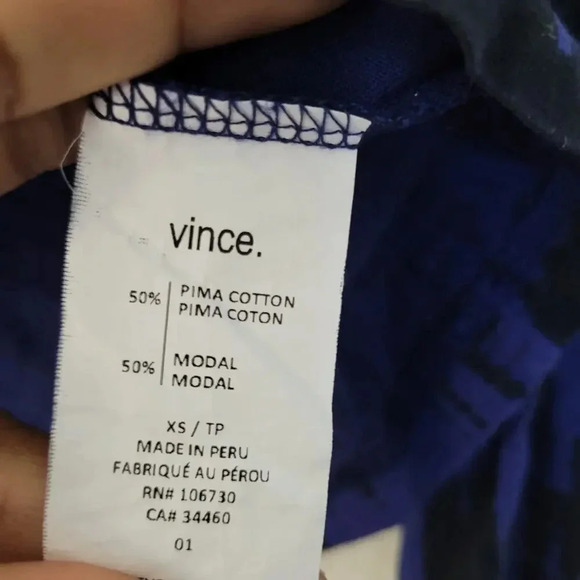 vince.
50% PIMA COTTON
PIMA COTON
50% MODAL
MODAL
XS / TP
MADE IN PERU
FABRIQUÉ AU PÉROU
RN# 106730
CA# 34460
01